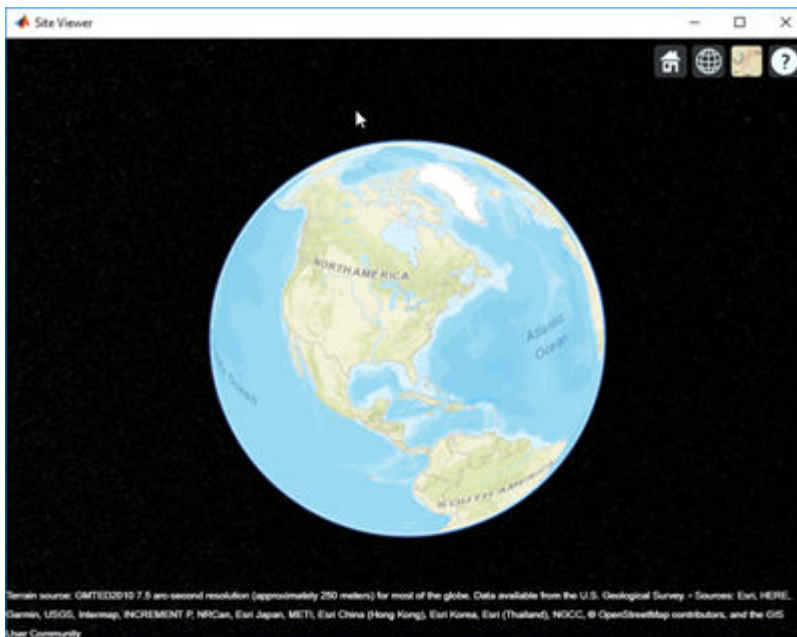 Site Viewer
?
NORTH AMERICA
Atlantic
Ocean
SOUTH AMERICA
Terrain source: GMTED2010 7.5 arc-second resolution (approximately 250 meters) for most of the globe. Data available from the U.S. Geological Survey. • Sources: Esri, HERE,
Garmin, USGS, Intermap, INCREMENT P, NRCan, Esri Japan, METI, Esri China (Hong Kong), Esri Korea, Esri (Thailand), NGCC, © OpenStreetMap contributors, and the GIS
User Community